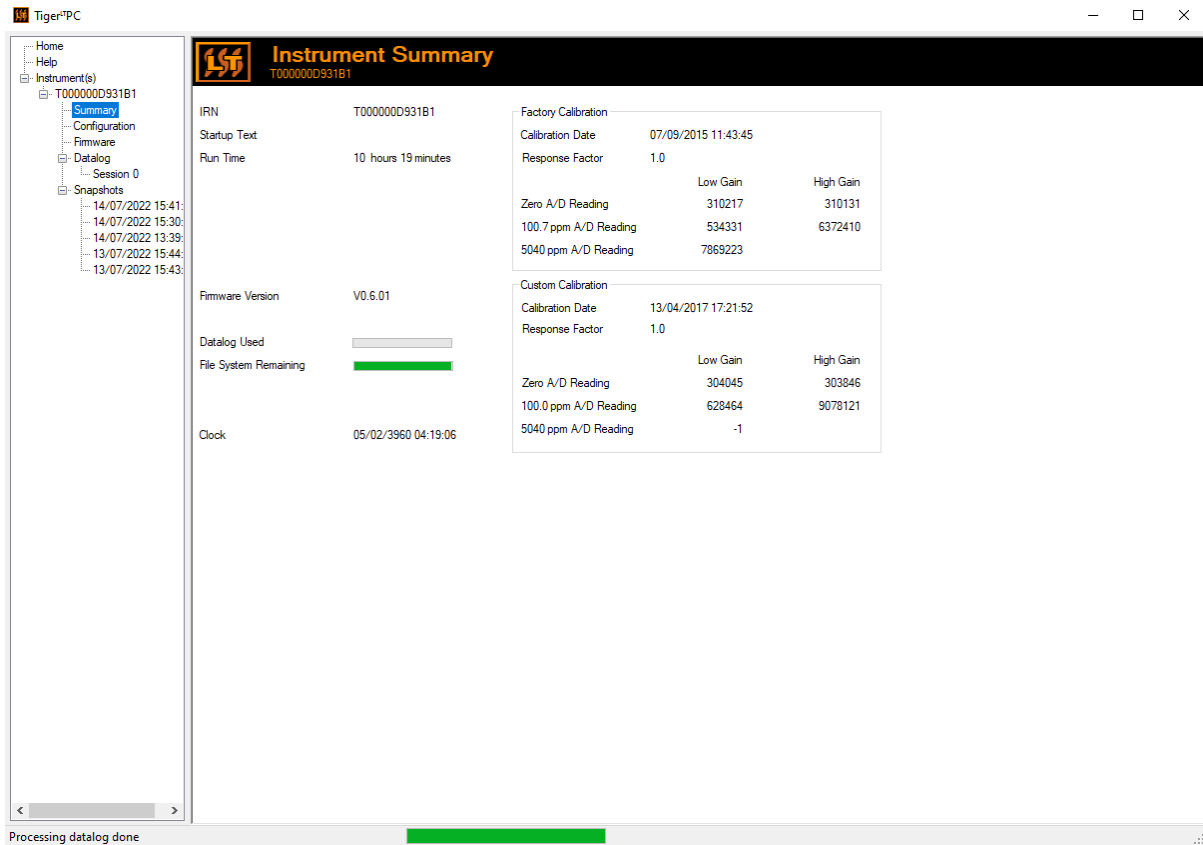 TigerLTPC
Home
Help
Instrument(s)
T000000D931B1
Summary
Configuration
Firmware
Datalog
Session 0
Snapshots
14/07/2022 15:41:
14/07/2022 15:30:
14/07/2022 13:39:
13/07/2022 15:44:
13/07/2022 15:43:
LT
Instrument Summary
T000000D931B1
IRN T000000D931B1
Startup Text
Run Time 10 hours 19 minutes
Firmware Version V0.6.01
Datalog Used
File System Remaining
Clock 05/02/3960 04:19:06
Factory Calibration
Calibration Date 07/09/2015 11:43:45
Response Factor 1.0
Low Gain High Gain
Zero A/D Reading 310217 310131
100.7 ppm A/D Reading 534331 6372410
5040 ppm A/D Reading 7869223
Custom Calibration
Calibration Date 13/04/2017 17:21:52
Response Factor 1.0
Low Gain High Gain
Zero A/D Reading 304045 303846
100.0 ppm A/D Reading 628464 9078121
5040 ppm A/D Reading -1
Processing datalog done